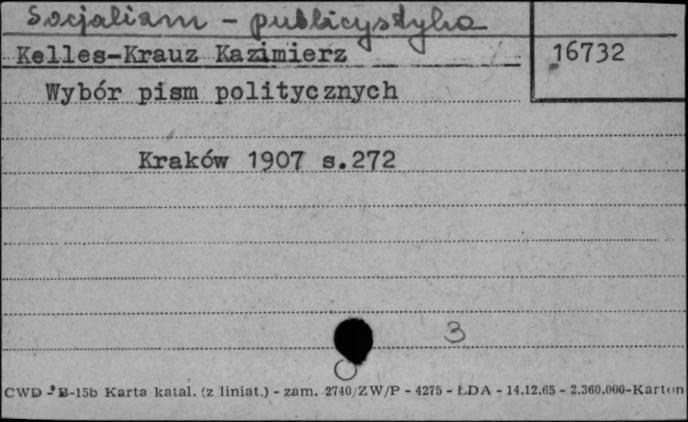 Socjalizm - publicystyka
Kelles-Krauz Kazimierz
16732
Wybór pism politycznych
Kraków 1907 s.272
3
CWD - B-15b Karta katal. (z liniat.) - zam. 2740/ZW/P - 4275 - ŁDA - 14.12.65 - 2.360.000-Karton